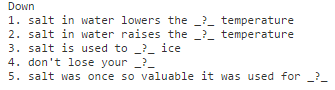 Down
1. salt in water lowers the _?_ temperature
2. salt in water raises the _?_ temperature
3. salt is used to _?_ ice
4. don't lose your _?_
5. salt was once so valuable it was used for _?_